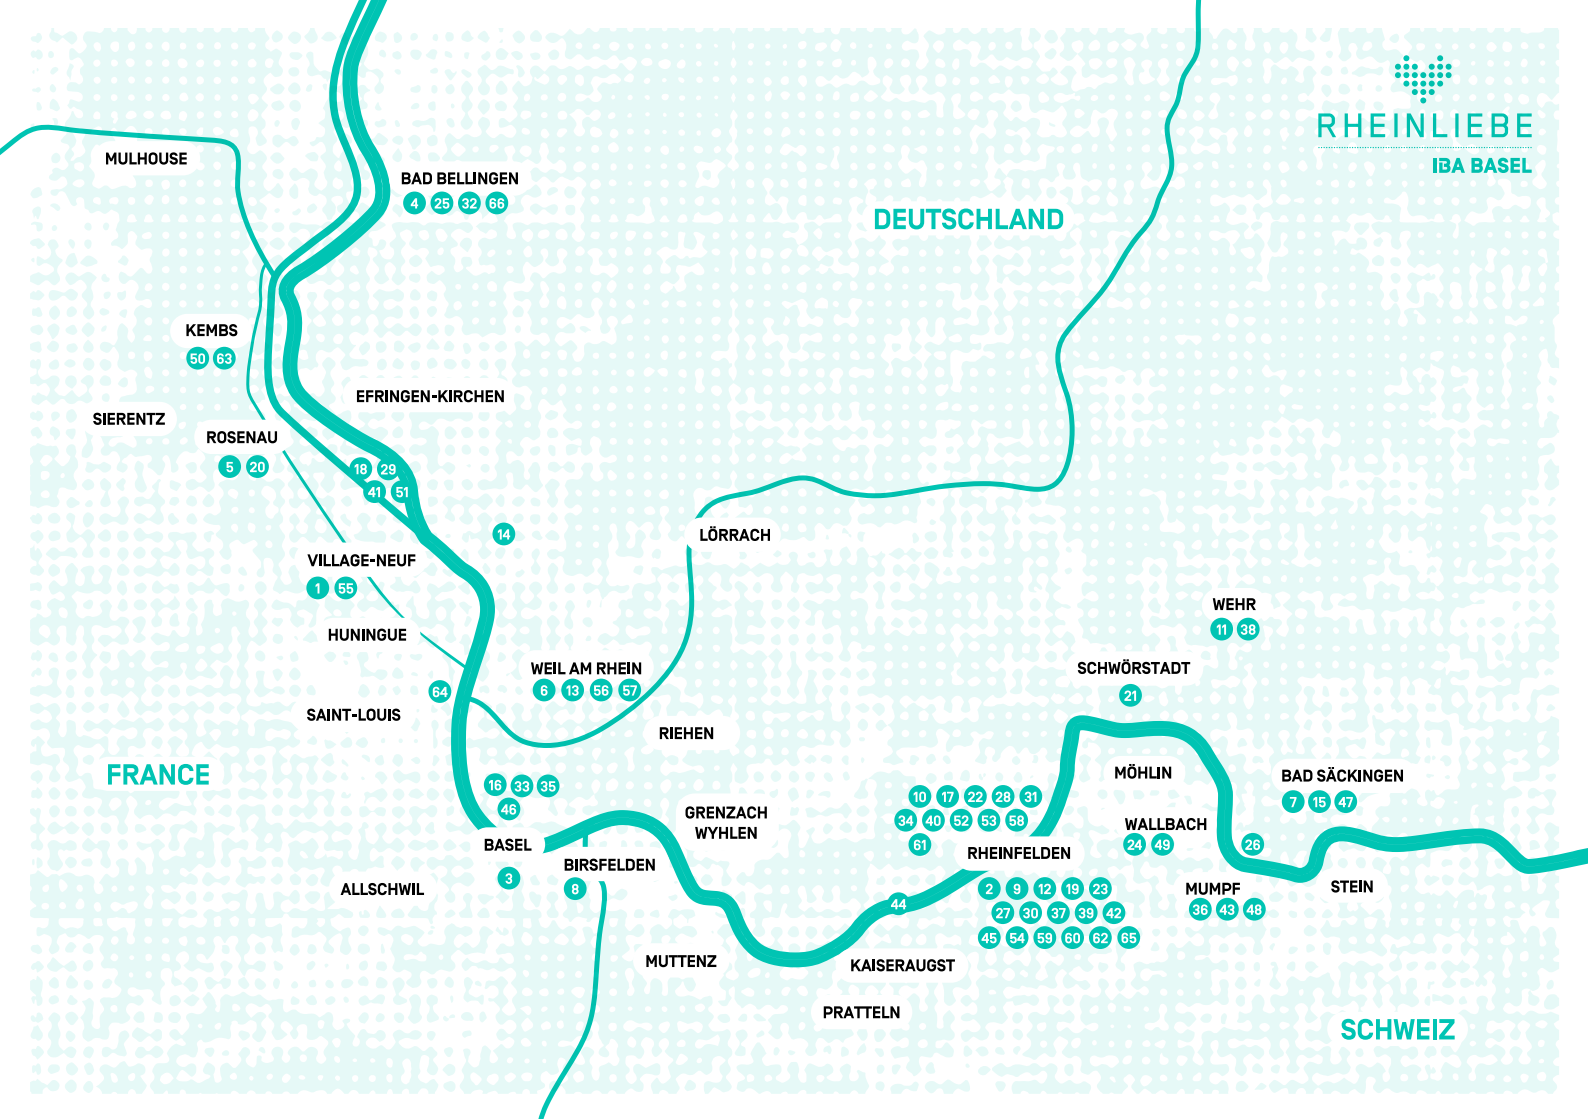 RHEINLIEBE
IBA BASEL
MULHOUSE
BAD BELLINGEN
4 25 32 66
DEUTSCHLAND
KEMBS
50 63
EFRINGEN-KIRCHEN
SIERENTZ
ROSENAU
5 20
18 29
41 51
14
LÖRRACH
VILLAGE-NEUF
1 55
WEHR
11 38
HUNINGUE
WEIL AM RHEIN
6 13 56 57
SCHWÖRSTADT
21
64
SAINT-LOUIS
RIEHEN
FRANCE
MÖHLIN
BAD SÄCKINGEN
7 15 47
16 33 35
46
BASEL
3
GRENZACH
WYHLEN
10 17 22 28 31
34 40 52 53 58
61
RHEINFELDEN
2 9 12 19 23
27 30 37 39 42
45 54 59 60 62 65
WALLBACH
24 49
26
BIRSFELDEN
8
ALLSCHWIL
44
MUMPF
36 43 48
STEIN
MUTTENZ
KAISERAUGST
PRATTELN
SCHWEIZ